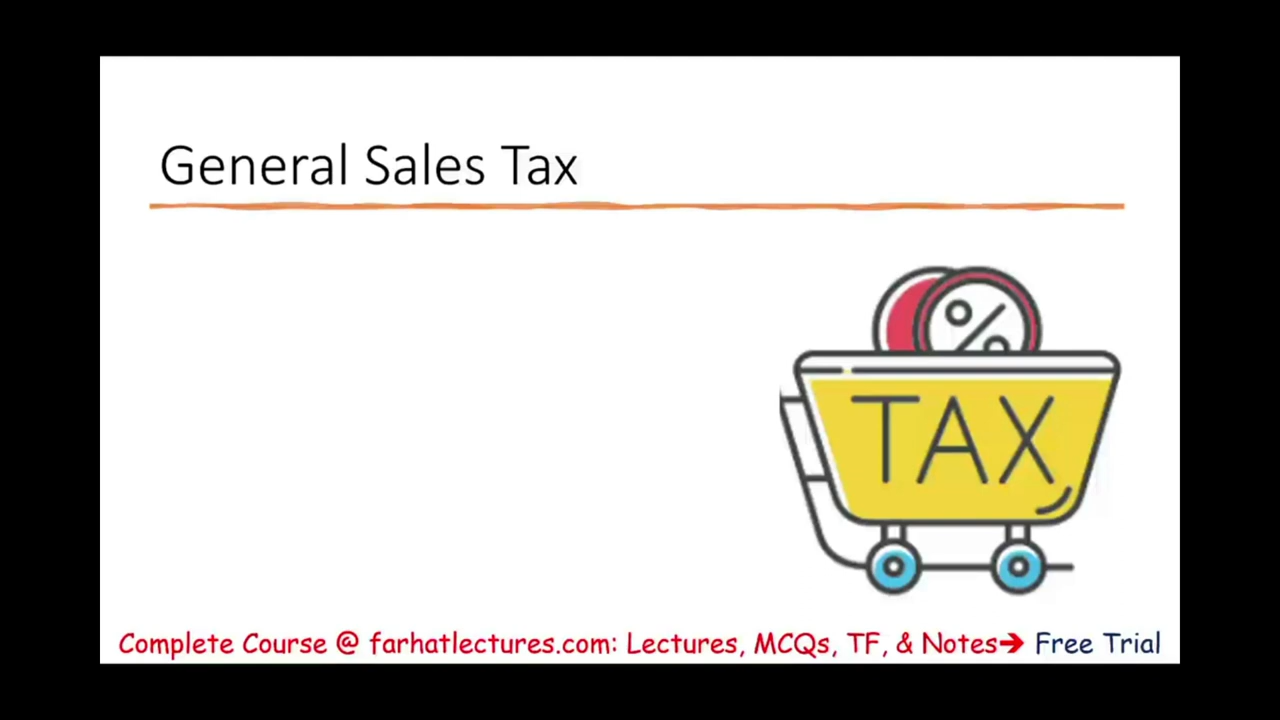 General Sales Tax
%
TAX
Complete Course @ farhatlectures.com: Lectures, MCQs, TF, & Notes➔ Free Trial